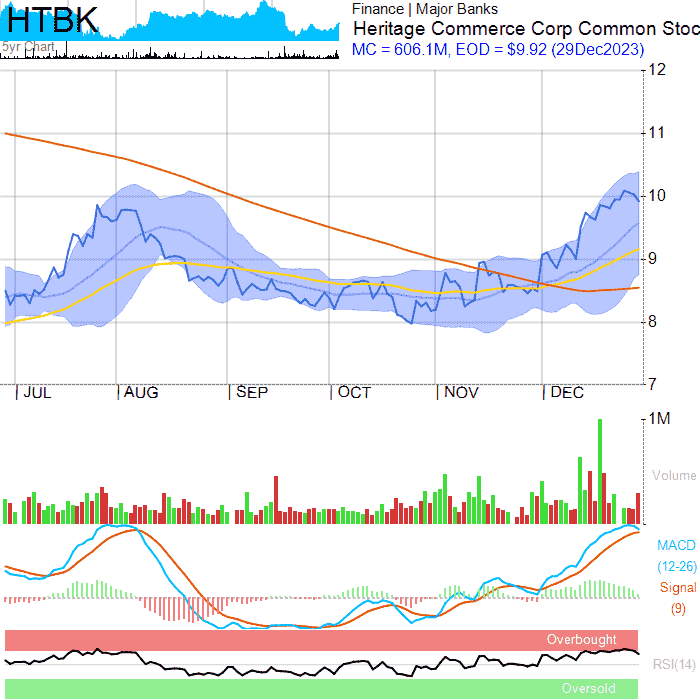 HTBK
5yr Chart
Finance | Major Banks
Heritage Commerce Corp Common Stoc
MC = 606.1M, EOD = $9.92 (29Dec2023)
12
11
10
9
8
7
JUL AUG SEP OCT NOV DEC
1M
Volume
MACD
(12-26)
Signal
(9)
Overbought
RSI(14)
Oversold